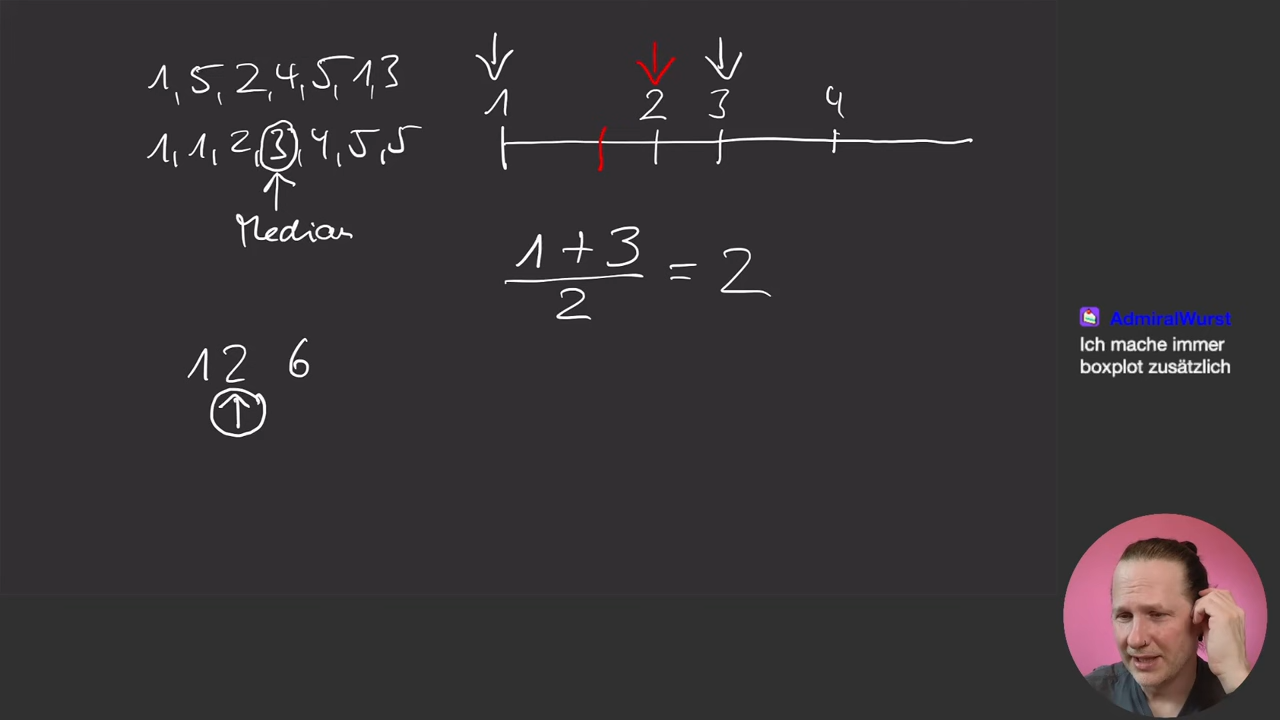 1, 5, 2, 4, 5, 1, 3
1, 1, 2, 3, 4, 5, 5
Median
1 2 3 4
1 + 3
2
= 2
1 2 6
AdmiralWurst
Ich mache immer
boxplot zusätzlich